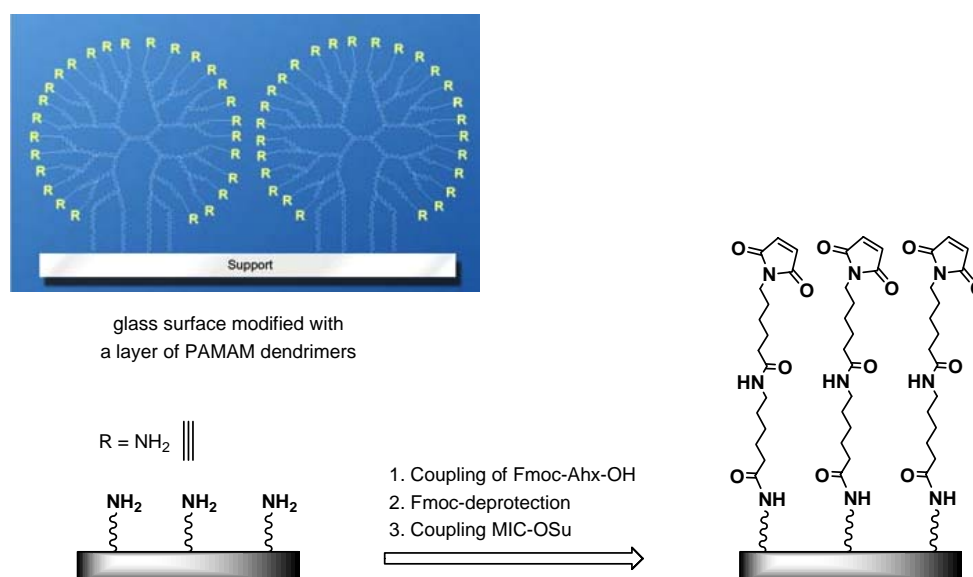 Support
glass surface modified with
a layer of PAMAM dendrimers
R = NH2
NH2 NH2 NH2
1. Coupling of Fmoc-Ahx-OH
2. Fmoc-deprotection
3. Coupling MIC-OSu
O O O
N N N
O O
O O O
HN HN HN
O O O
NH NH NH